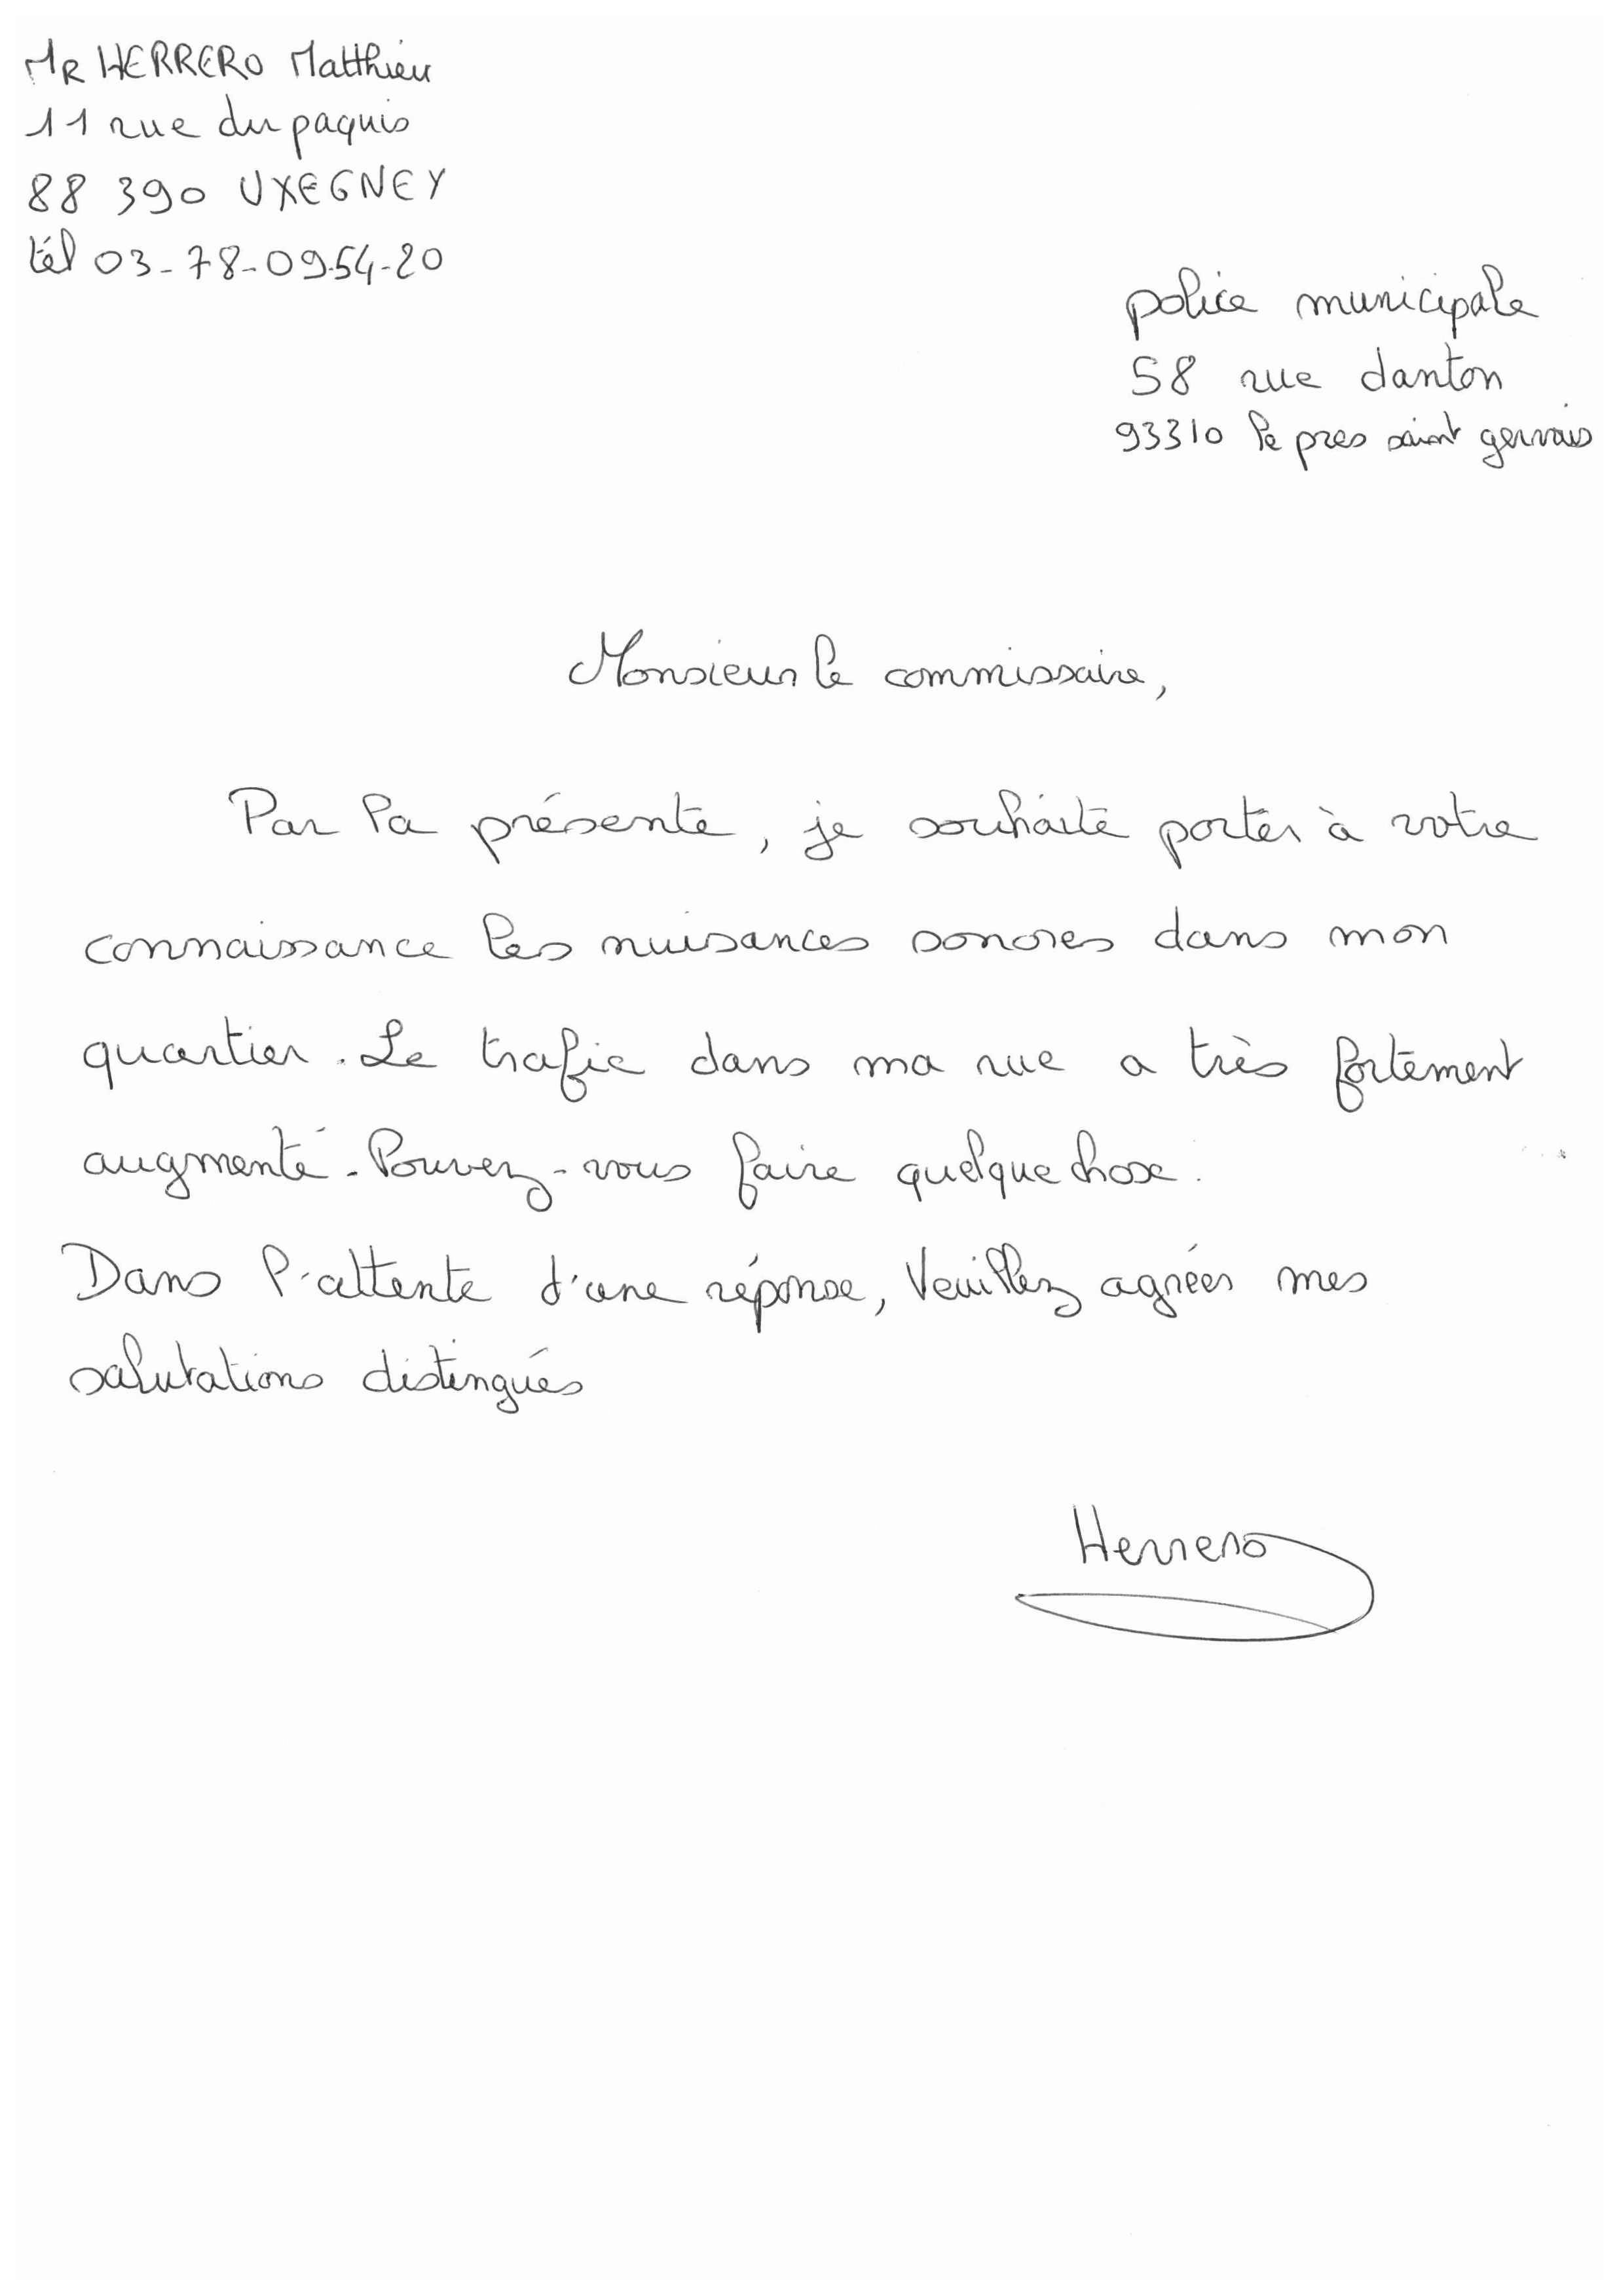 MR HERRERO Matthieu
11 rue du paquis
88 390 UXEGNEY
tél 03-78-09.54-20
police municipale
58 rue danton
93310 le pres saint gervais
Monsieur le commissaire,
Par la présente, je souhaite porter à votre
connaissance les nuisances sonores dans mon
quartier. Le trafic dans ma rue a très fortement
augmenté. Pouvez-vous faire quelque chose.
Dans l'attente d'une réponse, Veuillez agréer mes
salutations distingués
Herrero